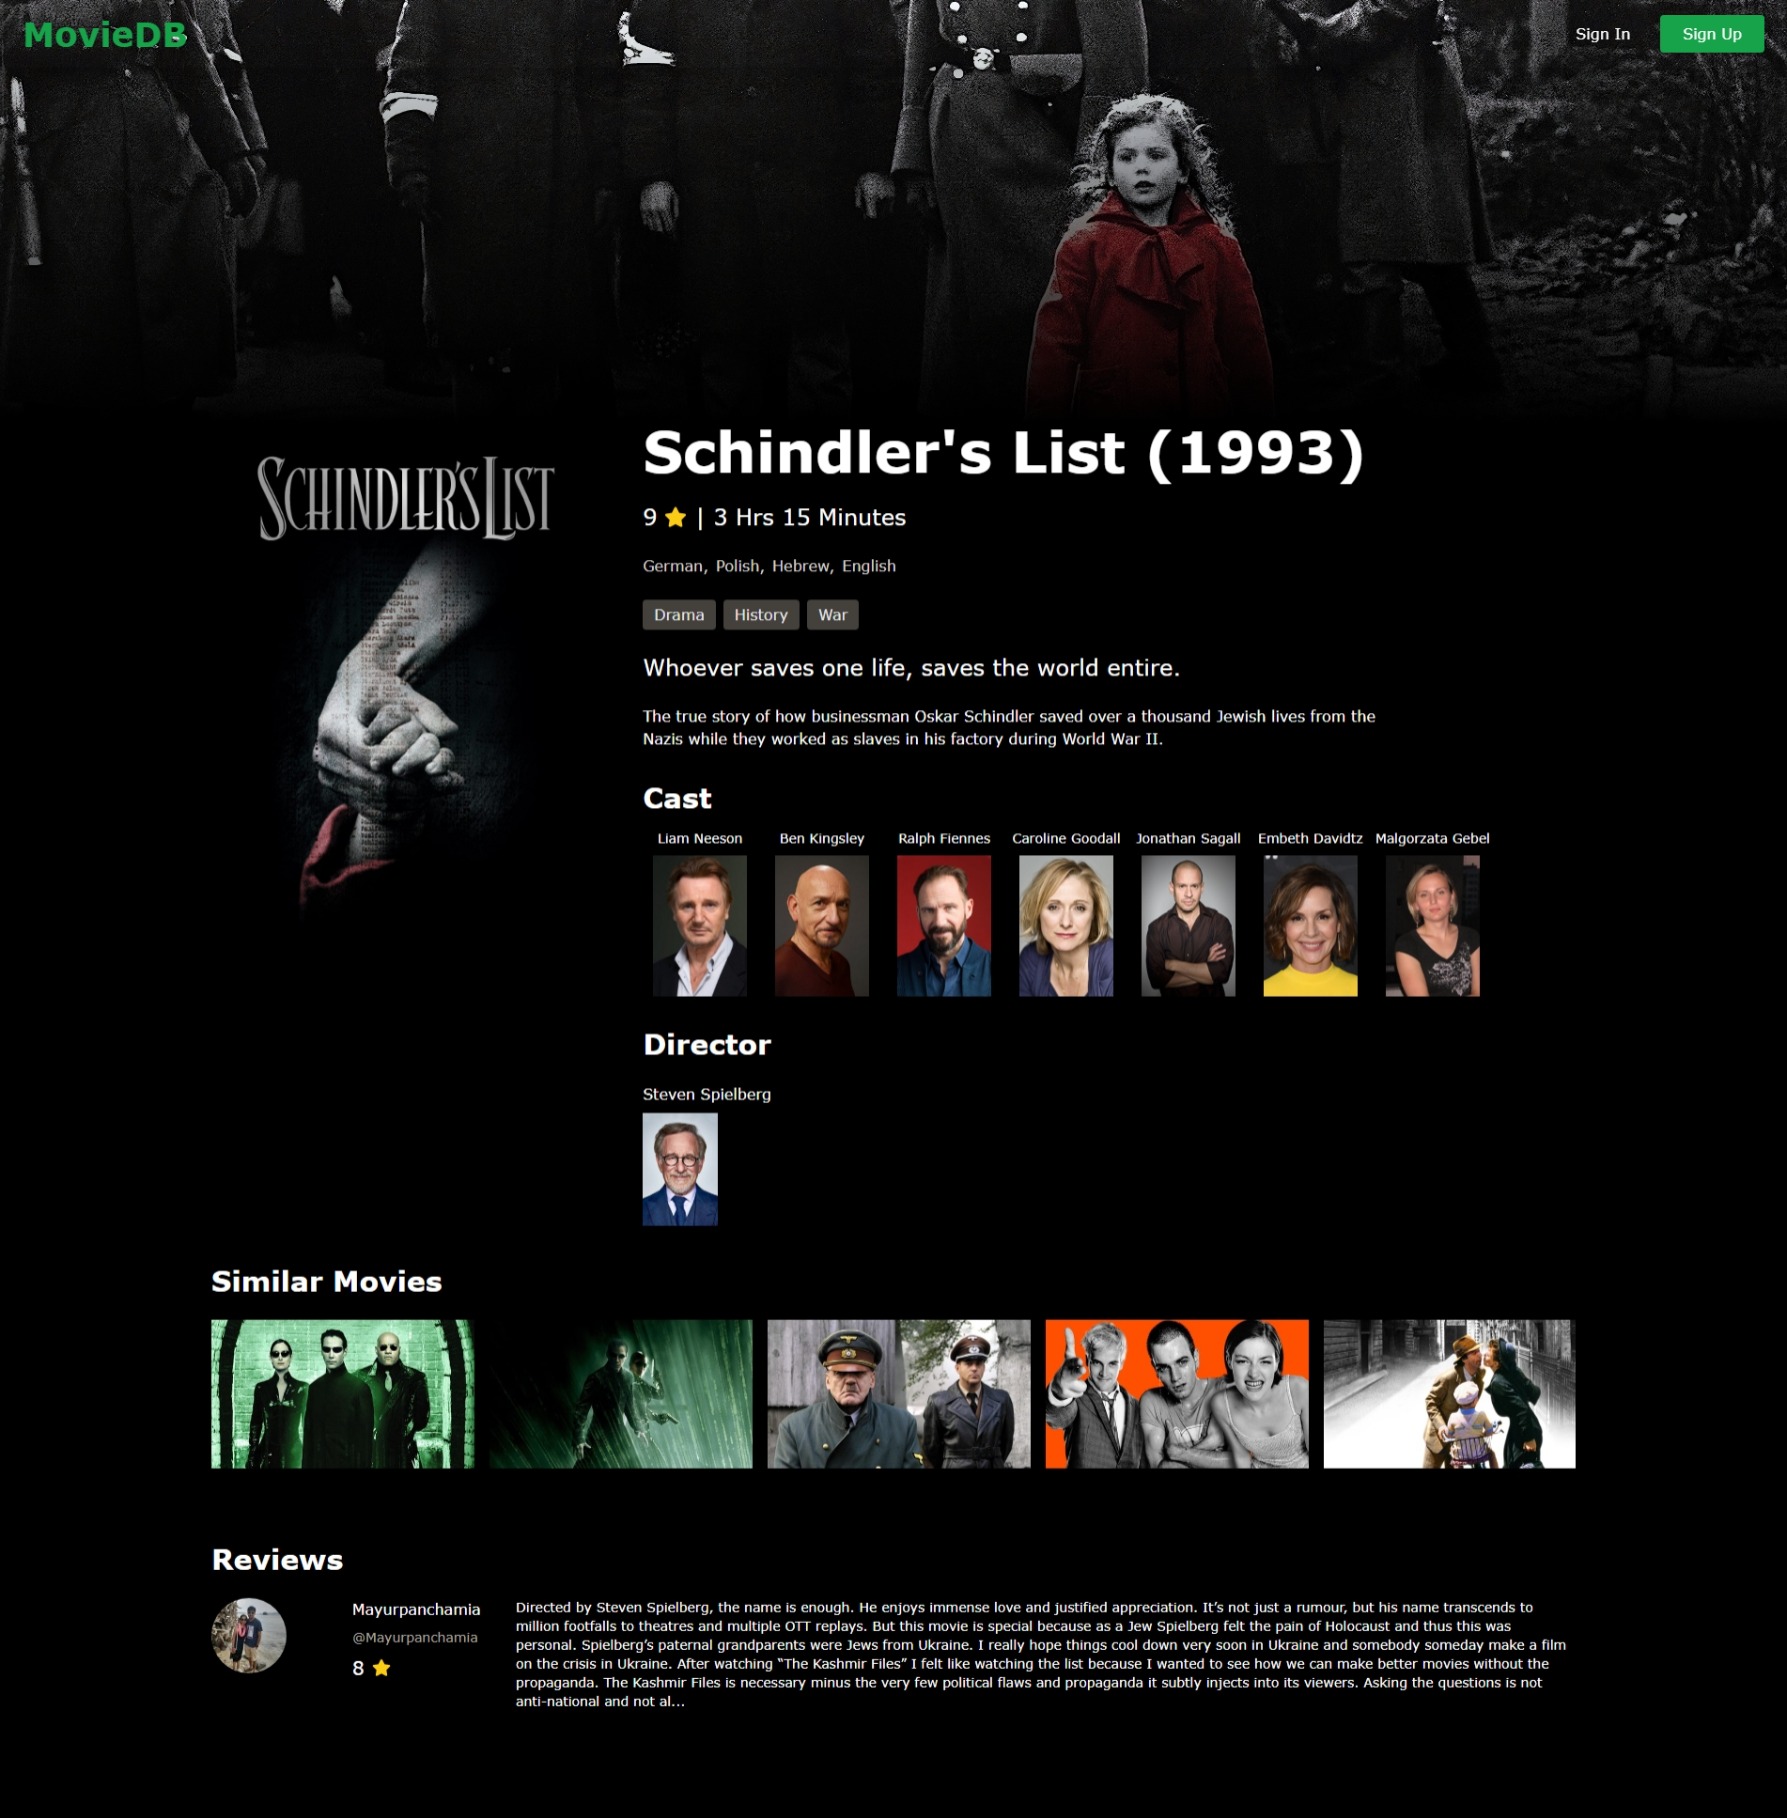 MovieDB
Sign In
Sign Up
SCHINDLER'S LIST
Schindler's List (1993)
9 | 3 Hrs 15 Minutes
German, Polish, Hebrew, English
Drama History War
Whoever saves one life, saves the world entire.
The true story of how businessman Oskar Schindler saved over a thousand Jewish lives from the
Nazis while they worked as slaves in his factory during World War II.
Cast
Liam Neeson Ben Kingsley Ralph Fiennes Caroline Goodall Jonathan Sagall Embeth Davidtz Malgorzata Gebel
Director
Steven Spielberg
Similar Movies
Reviews
Mayurpanchamia
@Mayurpanchamia
8
Directed by Steven Spielberg, the name is enough. He enjoys immense love and justified appreciation. It’s not just a rumour, but his name transcends to
million footfalls to theatres and multiple OTT replays. But this movie is special because as a Jew Spielberg felt the pain of Holocaust and thus this was
personal. Spielberg’s paternal grandparents were Jews from Ukraine. I really hope things cool down very soon in Ukraine and somebody someday make a film
on the crisis in Ukraine. After watching “The Kashmir Files” I felt like watching the list because I wanted to see how we can make better movies without the
propaganda. The Kashmir Files is necessary minus the very few political flaws and propaganda it subtly injects into its viewers. Asking the questions is not
anti-national and not al...